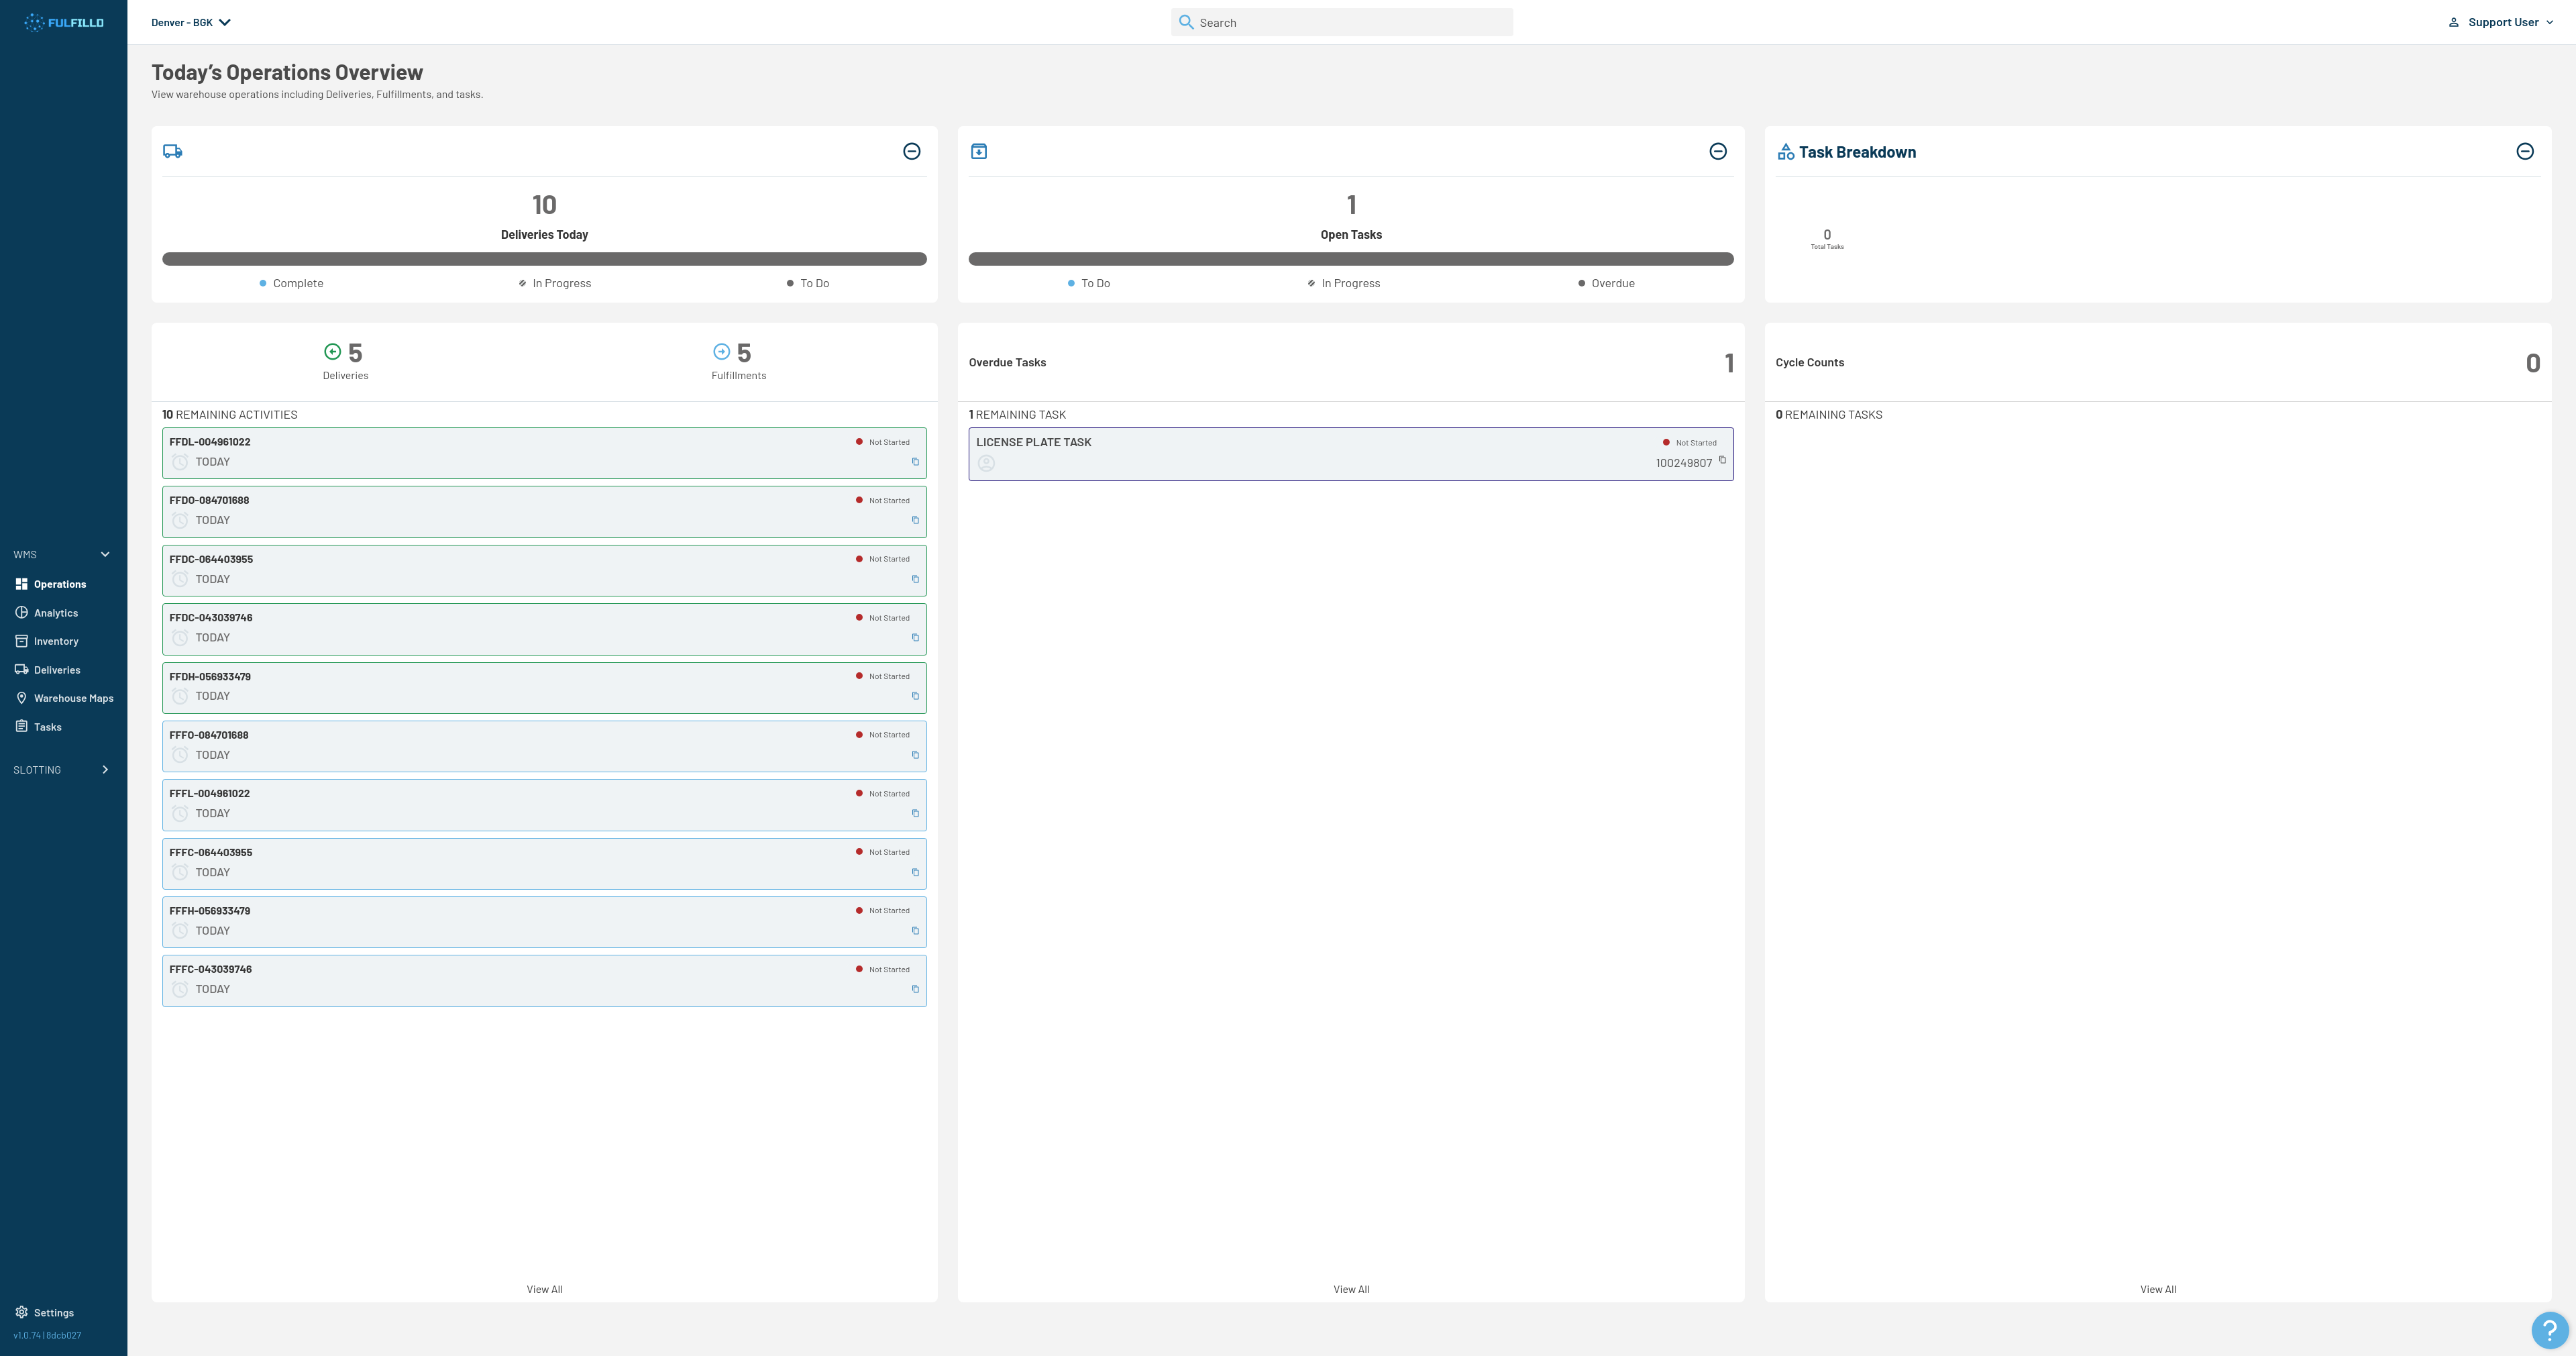 FULFILLD
Denver - BGK
Search
Support User
Today's Operations Overview
View warehouse operations including Deliveries, Fulfillments, and tasks.
10
Deliveries Today
Complete
In Progress
To Do
1
Open Tasks
To Do
In Progress
Overdue
Task Breakdown
0
Total Tasks
5
Deliveries
5
Fulfillments
10 REMAINING ACTIVITIES
FFDL-004961022
Not Started
TODAY
FFDO-084701688
Not Started
TODAY
FFDC-064403955
Not Started
TODAY
FFDC-043039746
Not Started
TODAY
FFDH-056933479
Not Started
TODAY
FFFO-084701688
Not Started
TODAY
FFFL-004961022
Not Started
TODAY
FFFC-064403955
Not Started
TODAY
FFFH-056933479
Not Started
TODAY
FFFC-043039746
Not Started
TODAY
View All
Overdue Tasks
1
1 REMAINING TASK
LICENSE PLATE TASK
Not Started
100249807
View All
Cycle Counts
0
0 REMAINING TASKS
View All
WMS
Operations
Analytics
Inventory
Deliveries
Warehouse Maps
Tasks
SLOTTING
Settings
v1.0.74 | 8dcb027
?